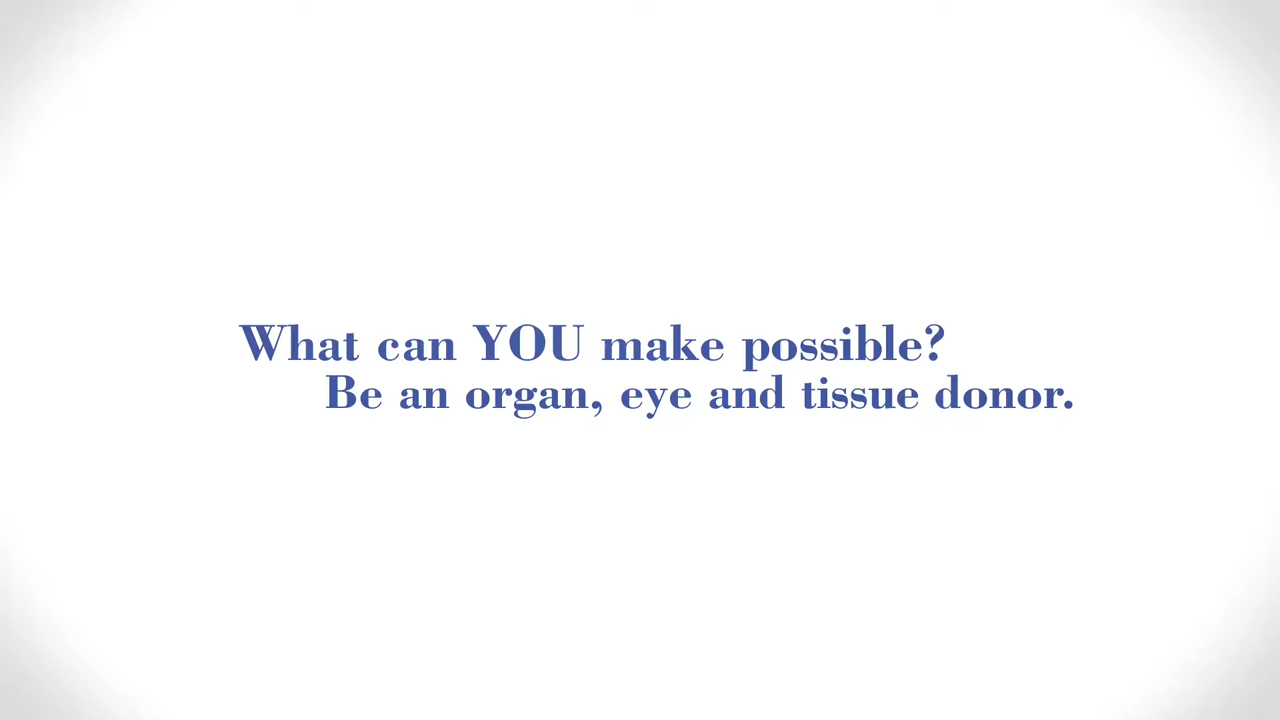 What can YOU make possible?
Be an organ, eye and tissue donor.